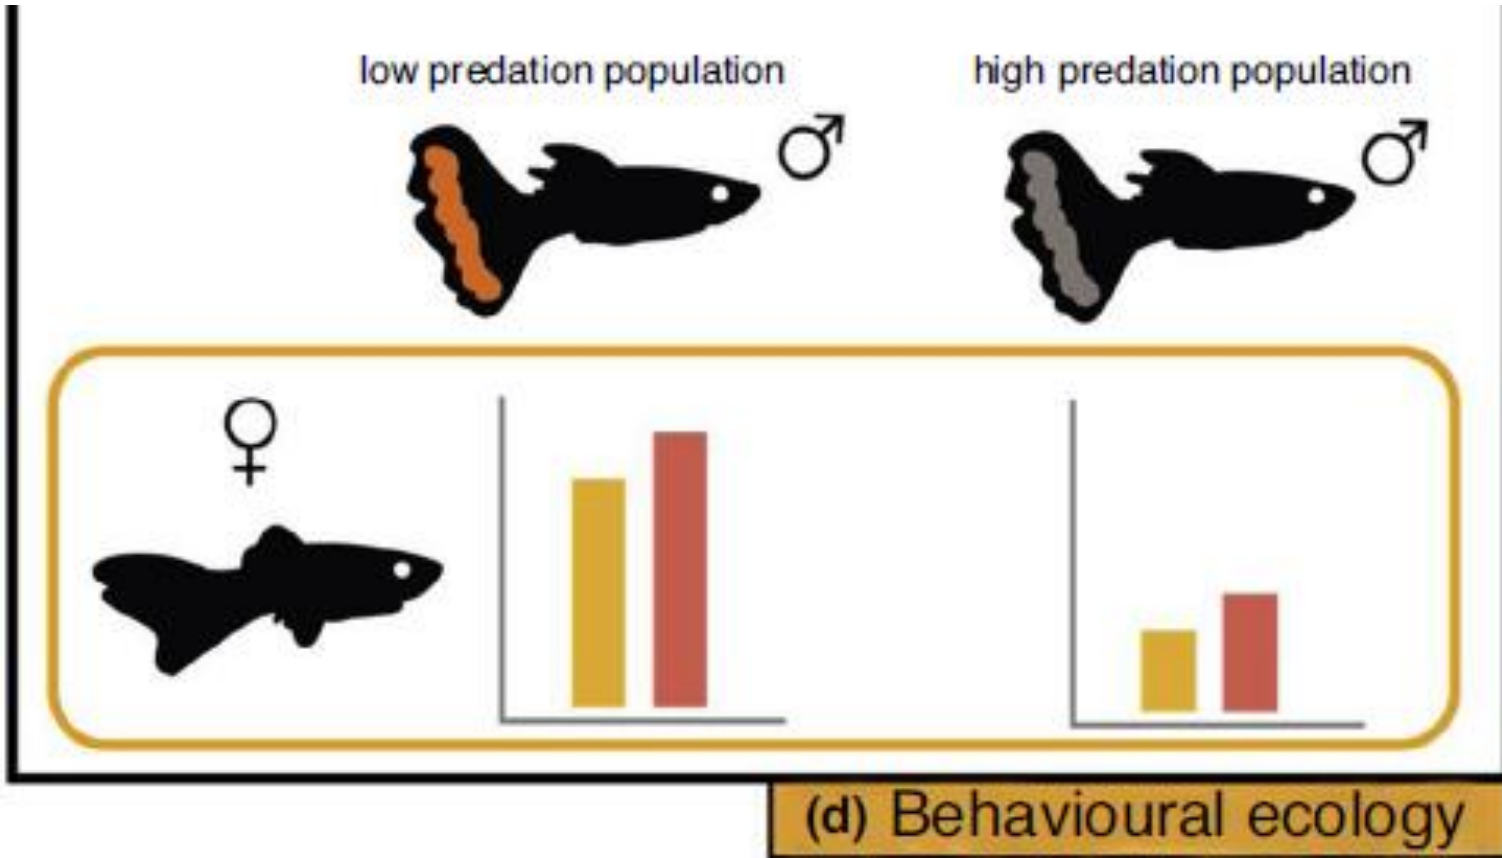 low predation population
high predation population
♂
♂
♀
(d) Behavioural ecology